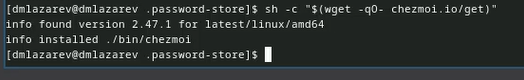 [dmlazarev@dmlazarev .password-store]$ sh -c "$(wget -qO- chezmoi.io/get)"
info found version 2.47.1 for latest/linux/amd64
info installed ./bin/chezmoi
[dmlazarev@dmlazarev .password-store]$